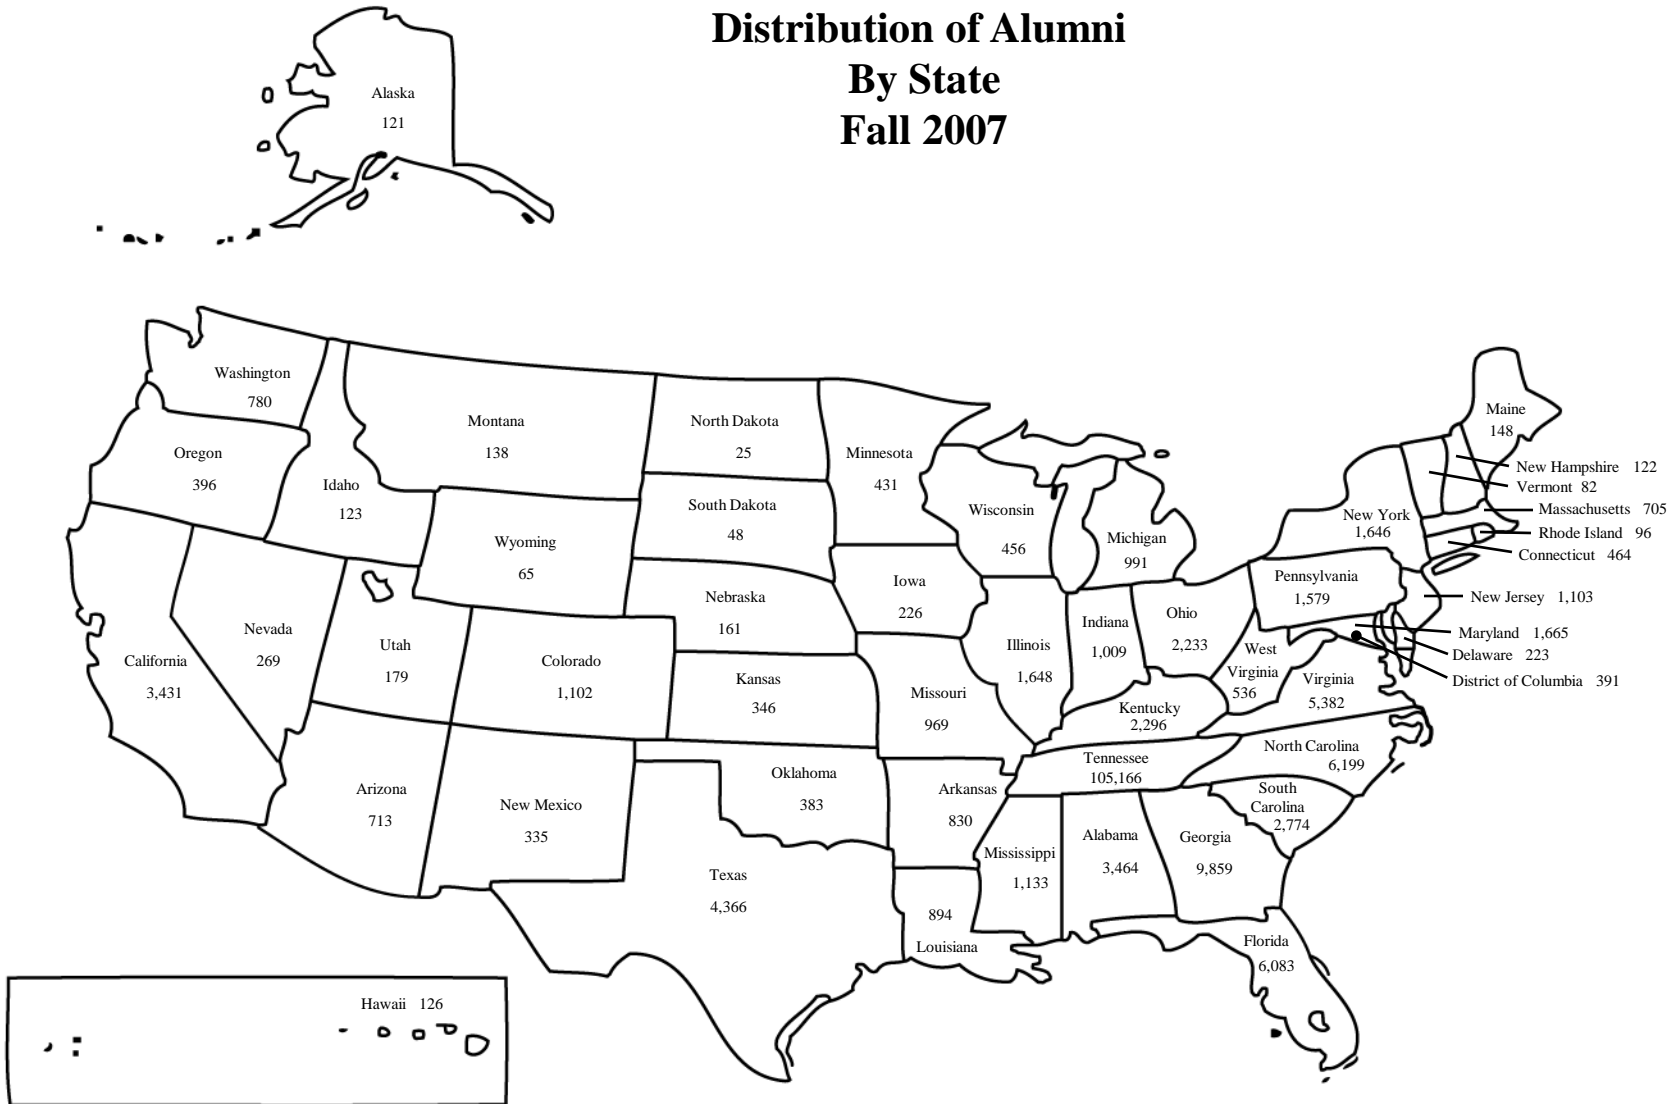 Distribution of Alumni
By State
Fall 2007
Alaska
121
Washington
780
Oregon
396
Idaho
123
Montana
138
North Dakota
25
Minnesota
431
South Dakota
48
Wyoming
65
Wisconsin
456
Michigan
991
Maine
148
New Hampshire 122
Vermont 82
Massachusetts 705
New York
1,646
Rhode Island 96
Connecticut 464
Pennsylvania
1,579
New Jersey 1,103
Maryland 1,665
Delaware 223
District of Columbia 391
Iowa
226
Nebraska
161
Nevada
269
Utah
179
California
3,431
Colorado
1,102
Kansas
346
Missouri
969
Illinois
1,648
Indiana
1,009
Ohio
2,233
West
Virginia
536
Virginia
5,382
Kentucky
2,296
Tennessee
105,166
North Carolina
6,199
South
Carolina
2,774
Arizona
713
New Mexico
335
Oklahoma
383
Arkansas
830
Texas
4,366
Mississippi
1,133
Alabama
3,464
Georgia
9,859
894
Louisiana
Florida
6,083
Hawaii 126